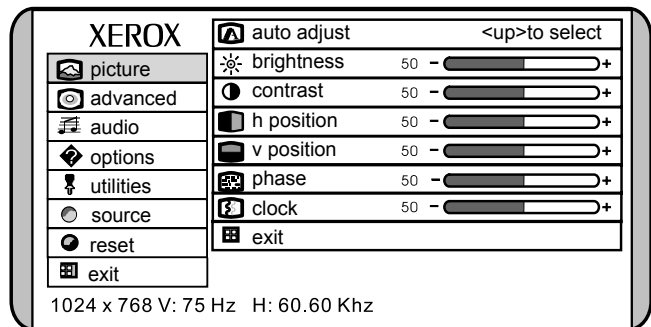 XEROX
picture
advanced
audio
options
utilities
source
reset
exit
auto adjust <up>to select
brightness 50 - +
contrast 50 - +
h position 50 - +
v position 50 - +
phase 50 - +
clock 50 - +
exit
1024 x 768 V: 75 Hz H: 60.60 Khz